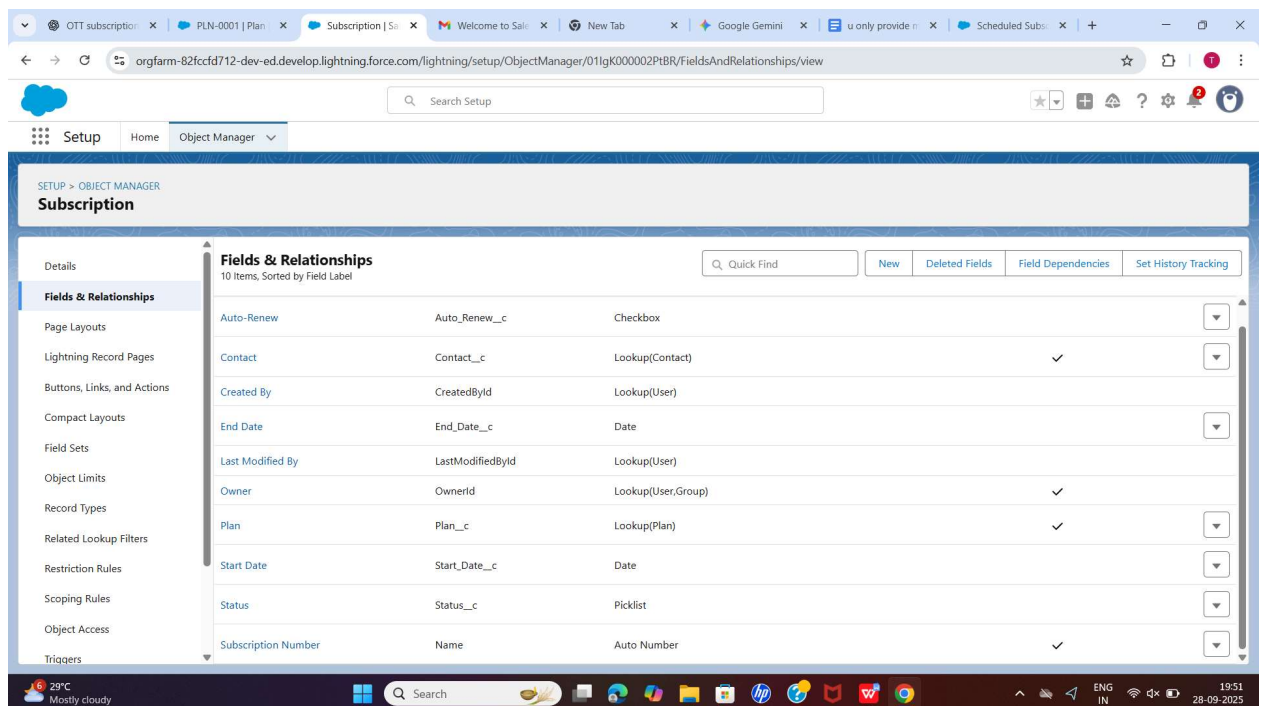 OTT subscription
PLN-0001 | Plan
Subscription | Sa
Welcome to Sale
New Tab
Google Gemini
u only provide n
Scheduled Subs
orgfarm-82fccfd712-dev-ed.develop.lightning.force.com/lightning/setup/ObjectManager/01IgK000002PtBR/FieldsAndRelationships/view
T
Search Setup
2
Setup Home Object Manager
SETUP > OBJECT MANAGER
Subscription
Details
Fields & Relationships
Page Layouts
Lightning Record Pages
Buttons, Links, and Actions
Compact Layouts
Field Sets
Object Limits
Record Types
Related Lookup Filters
Restriction Rules
Scoping Rules
Object Access
Triggers
Fields & Relationships
10 Items, Sorted by Field Label
Quick Find
New Deleted Fields Field Dependencies Set History Tracking
Auto-Renew Auto_Renew__c Checkbox
Contact Contact__c Lookup(Contact)
Created By CreatedById Lookup(User)
End Date End_Date__c Date
Last Modified By LastModifiedById Lookup(User)
Owner OwnerId Lookup(User,Group)
Plan Plan__c Lookup(Plan)
Start Date Start_Date__c Date
Status Status__c Picklist
Subscription Number Name Auto Number
6
29°C
Mostly cloudy
Search
hp
W
ENG
IN
19:51
28-09-2025